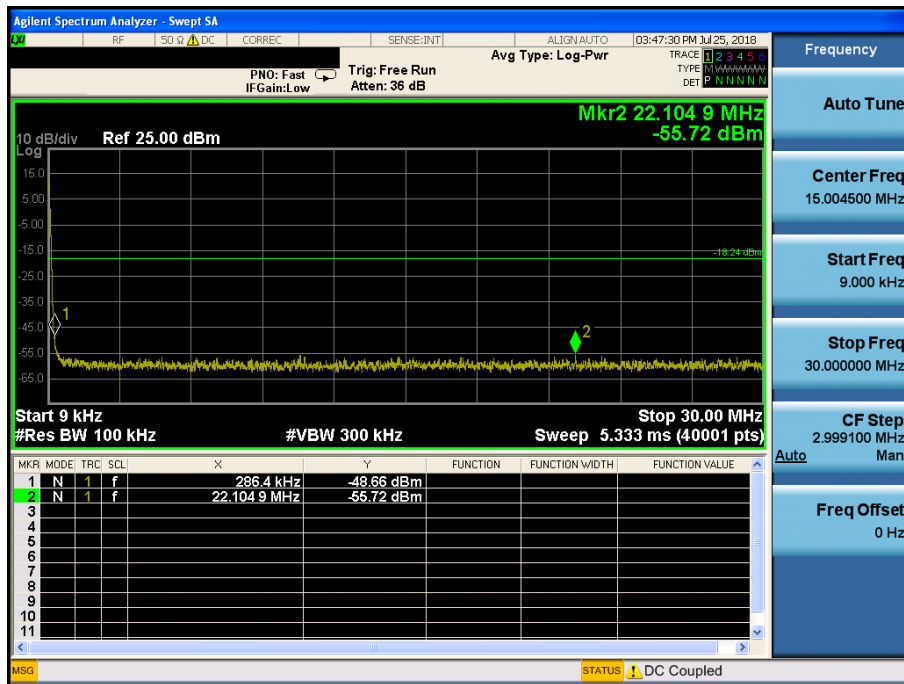 Agilent Spectrum Analyzer - Swept SA
LXI RF 50 Ω DC CORREC SENSE:INT ALIGN AUTO 03:47:30 PM Jul 25, 2018
PNO: Fast
IFGain:Low
Trig: Free Run
Atten: 36 dB
Avg Type: Log-Pwr
TRACE 1 2 3 4 5 6
TYPE MWWWWW
DET P N N N N N
Mkr2 22.104 9 MHz
-55.72 dBm
10 dB/div Ref 25.00 dBm
Log
15.0
5.00
-5.00
-15.0
-18.24 dBm
-25.0
-35.0
1
-45.0
2
-55.0
-65.0
Start 9 kHz Stop 30.00 MHz
#Res BW 100 kHz #VBW 300 kHz Sweep 5.333 ms (40001 pts)
MKR MODE TRC SCL X Y FUNCTION FUNCTION WIDTH FUNCTION VALUE
1 N 1 f 286.4 kHz -48.66 dBm
2 N 1 f 22.104 9 MHz -55.72 dBm
3
4
5
6
7
8
9
10
11
MSG STATUS DC Coupled
Frequency
Auto Tune
Center Freq
15.004500 MHz
Start Freq
9.000 kHz
Stop Freq
30.000000 MHz
CF Step
2.999100 MHz
Auto Man
Freq Offset
0 Hz